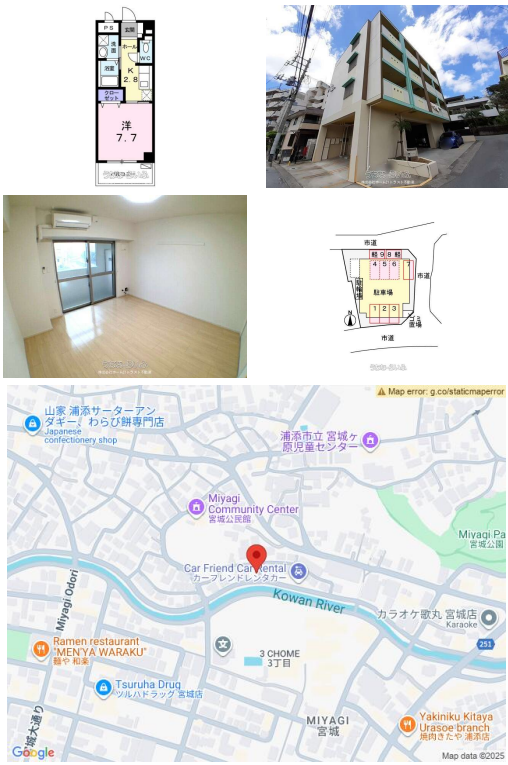 PS
玄関
洗面
ホール
WC
浴室
K
2.8
クローゼット
洋
7.7
市道
軽 9 8 軽
4 5 6 7
市道
駐輪場
駐車場
N
1 2 3
ゴミ置場
市道
Map error: g.co/staticmaperror
山家 浦添サーターアン
ダギー、わらび餅専門店
Japanese
confectionery shop
浦添市立 宮城ヶ
原児童センター
Miyagi
Community Center
宮城公民館
Miyagi Pa
宮城公園
Car Friend Car Rental
カーフレンドレンタカー
Kowan River
Miyagi Odori
カラオケ歌丸 宮城店
Karaoke
251
Ramen restaurant
"MEN'YA WARAKU"
麺や 和楽
3 CHOME
3丁目
Tsuruha Drug
ツルハドラッグ 宮城店
城大通り
MIYAGI
宮城
Yakiniku Kitaya
Urasoe branch
焼肉きたや 浦添店
Google
Map data ©2025